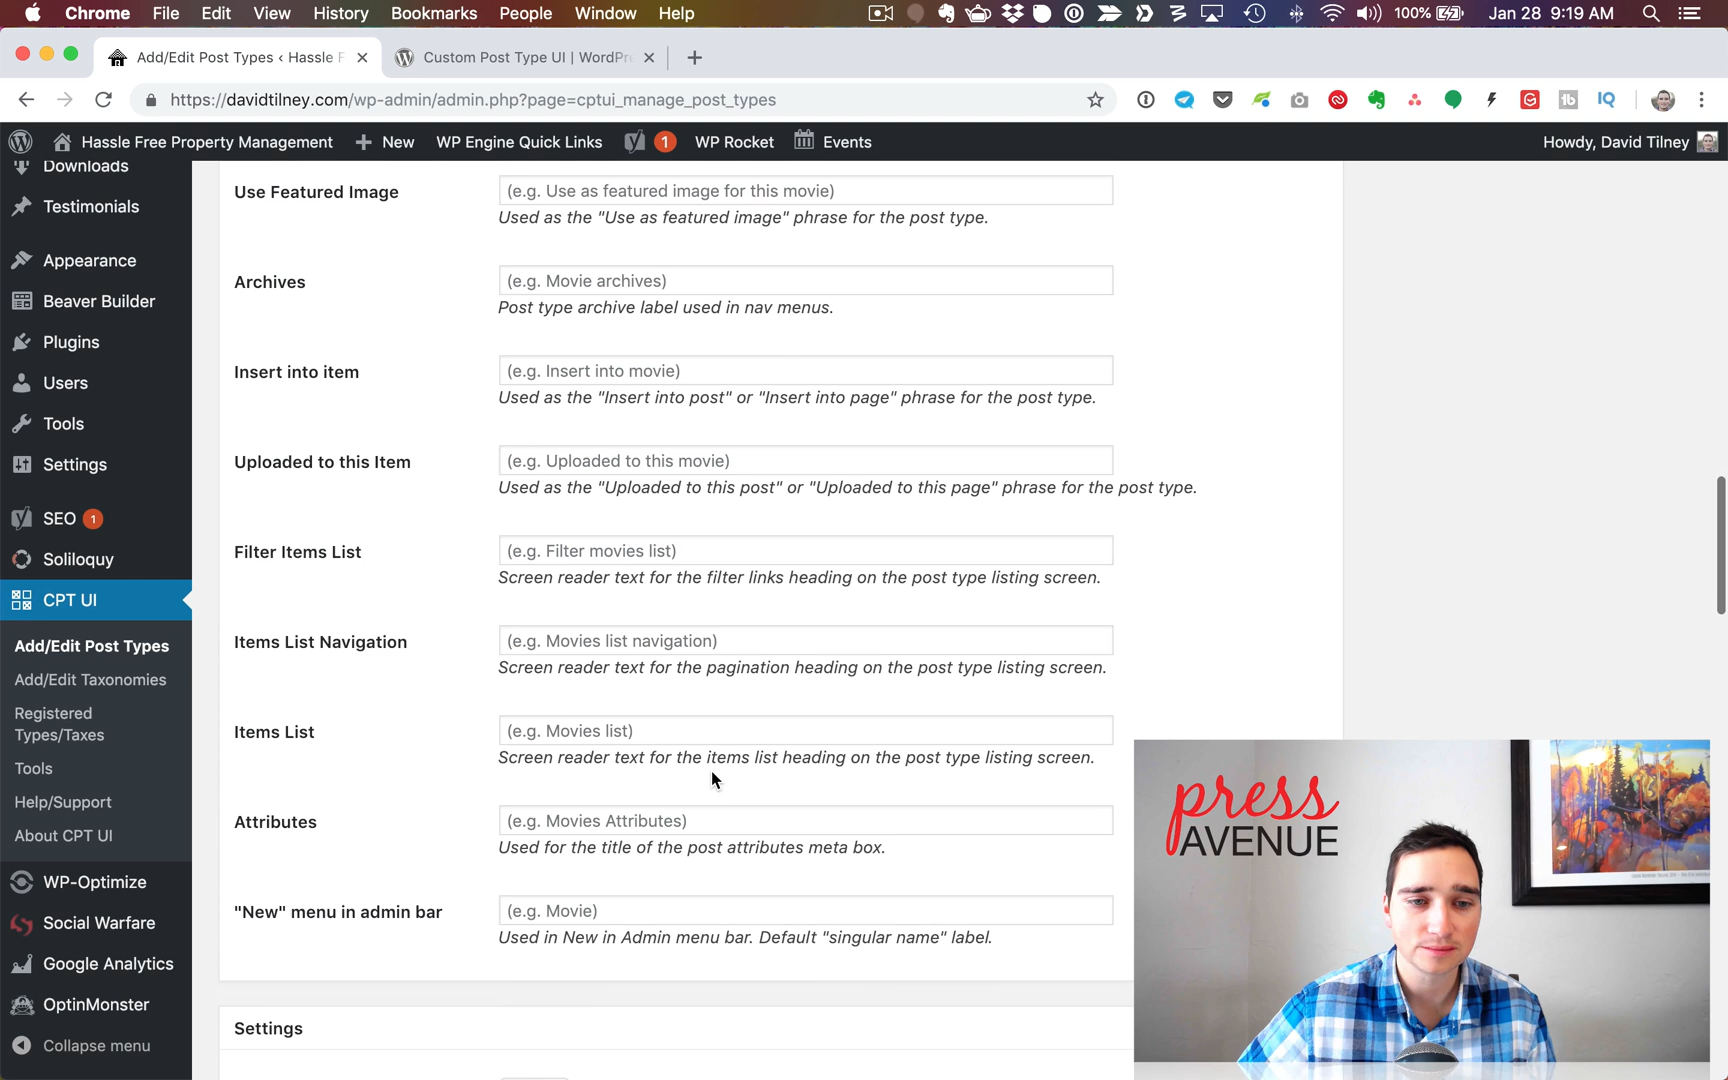 Chrome File Edit View History Bookmarks People Window Help 100% Jan 28 9:19 AM
Add/Edit Post Types ‹ Hassle F
Custom Post Type UI | WordPre
https://davidtilney.com/wp-admin/admin.php?page=cptui_manage_post_types
Hassle Free Property Management New WP Engine Quick Links 1 WP Rocket Events Howdy, David Tilney
Downloads
Testimonials
Appearance
Beaver Builder
Plugins
Users
Tools
Settings
SEO 1
Soliloquy
CPT UI
Add/Edit Post Types
Add/Edit Taxonomies
Registered
Types/Taxes
Tools
Help/Support
About CPT UI
WP-Optimize
Social Warfare
Google Analytics
OptinMonster
Collapse menu
Use Featured Image
(e.g. Use as featured image for this movie)
Used as the "Use as featured image" phrase for the post type.
Archives
(e.g. Movie archives)
Post type archive label used in nav menus.
Insert into item
(e.g. Insert into movie)
Used as the "Insert into post" or "Insert into page" phrase for the post type.
Uploaded to this Item
(e.g. Uploaded to this movie)
Used as the "Uploaded to this post" or "Uploaded to this page" phrase for the post type.
Filter Items List
(e.g. Filter movies list)
Screen reader text for the filter links heading on the post type listing screen.
Items List Navigation
(e.g. Movies list navigation)
Screen reader text for the pagination heading on the post type listing screen.
Items List
(e.g. Movies list)
Screen reader text for the items list heading on the post type listing screen.
Attributes
(e.g. Movies Attributes)
Used for the title of the post attributes meta box.
"New" menu in admin bar
(e.g. Movie)
Used in New in Admin menu bar. Default "singular name" label.
Settings
press
AVENUE